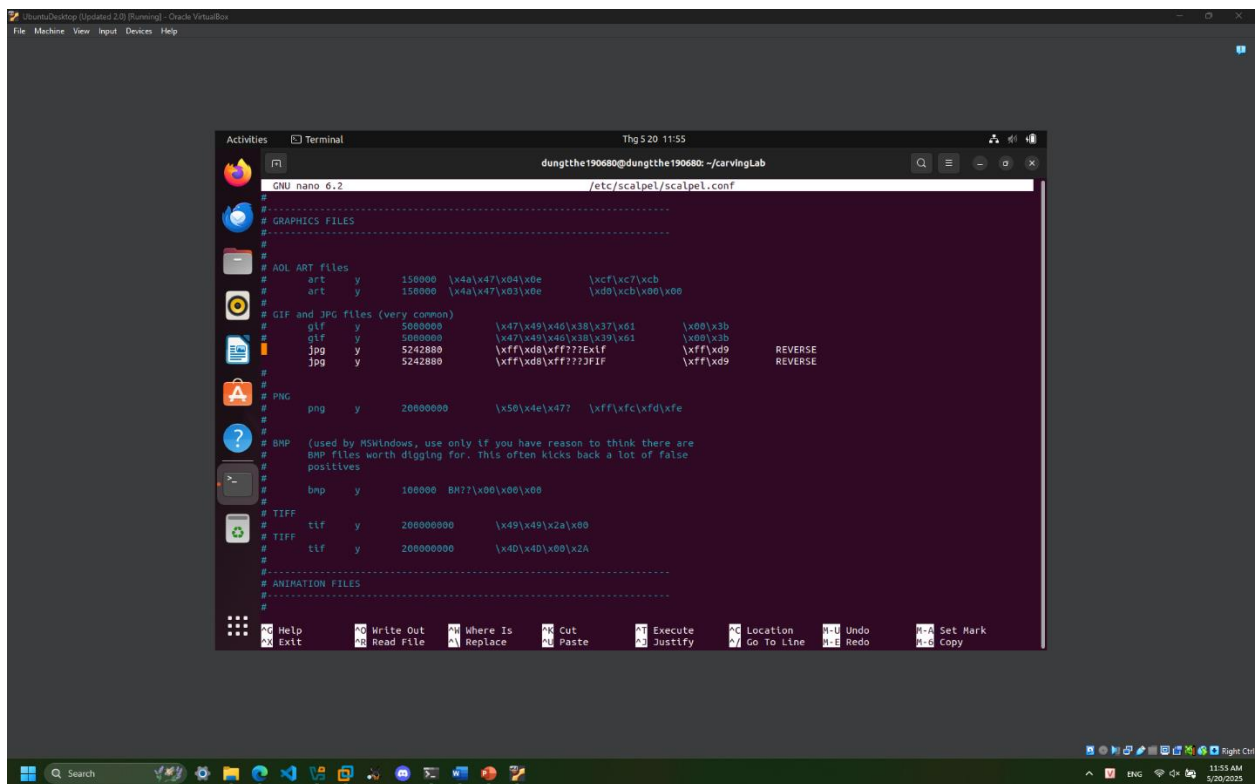 UbuntuDesktop (Updated 2.0) [Running] - Oracle VirtualBox
File Machine View Input Devices Help
Activities Terminal Thg 5 20 11:55
dungtthe190680@dungtthe190680: ~/carvingLab
GNU nano 6.2 /etc/scalpel/scalpel.conf
#
#---------------------------------------------------------------------
# GRAPHICS FILES
#---------------------------------------------------------------------
#
#
# AOL ART files
# art y 150000 \x4a\x47\x04\x0e \xcf\xc7\xcb
# art y 150000 \x4a\x47\x03\x0e \xd0\xcb\x00\x00
#
# GIF and JPG files (very common)
# gif y 5000000 \x47\x49\x46\x38\x37\x61 \x00\x3b
# gif y 5000000 \x47\x49\x46\x38\x39\x61 \x00\x3b
jpg y 5242880 \xff\xd8\xff???Exif \xff\xd9 REVERSE
jpg y 5242880 \xff\xd8\xff???JFIF \xff\xd9 REVERSE
#
#
# PNG
# png y 20000000 \x50\x4e\x47? \xff\xfc\xfd\xfe
#
#
# BMP (used by MSWindows, use only if you have reason to think there are
# BMP files worth digging for. This often kicks back a lot of false
# positives
#
# bmp y 100000 BM??\x00\x00\x00
#
# TIFF
# tif y 200000000 \x49\x49\x2a\x00
# TIFF
# tif y 200000000 \x4D\x4D\x00\x2A
#
#---------------------------------------------------------------------
# ANIMATION FILES
#---------------------------------------------------------------------
#
^G Help ^O Write Out ^W Where Is ^K Cut ^T Execute ^C Location M-U Undo M-A Set Mark
^X Exit ^R Read File ^\ Replace ^U Paste ^J Justify ^/ Go To Line M-E Redo M-6 Copy
Right Ctrl
Search
ENG
11:55 AM
5/20/2025